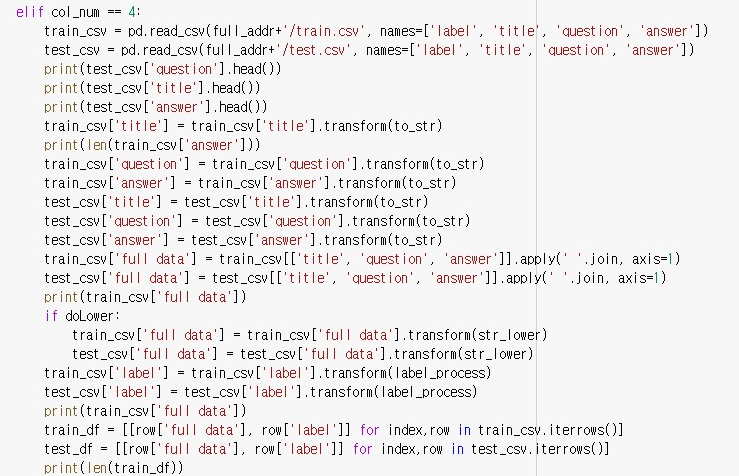 elif col_num == 4:
    train_csv = pd.read_csv(full_addr+'/train.csv', names=['label', 'title', 'question', 'answer'])
    test_csv = pd.read_csv(full_addr+'/test.csv', names=['label', 'title', 'question', 'answer'])
    print(test_csv['question'].head())
    print(test_csv['title'].head())
    print(test_csv['answer'].head())
    train_csv['title'] = train_csv['title'].transform(to_str)
    print(len(train_csv['answer']))
    train_csv['question'] = train_csv['question'].transform(to_str)
    train_csv['answer'] = train_csv['answer'].transform(to_str)
    test_csv['title'] = test_csv['title'].transform(to_str)
    test_csv['question'] = test_csv['question'].transform(to_str)
    test_csv['answer'] = test_csv['answer'].transform(to_str)
    train_csv['full data'] = train_csv[['title', 'question', 'answer']].apply(' '.join, axis=1)
    test_csv['full data'] = test_csv[['title', 'question', 'answer']].apply(' '.join, axis=1)
    print(train_csv['full data'])
    if doLower:
        train_csv['full data'] = train_csv['full data'].transform(str_lower)
        test_csv['full data'] = test_csv['full data'].transform(str_lower)
    train_csv['label'] = train_csv['label'].transform(label_process)
    test_csv['label'] = test_csv['label'].transform(label_process)
    print(train_csv['full data'])
    train_df = [[row['full data'], row['label']] for index,row in train_csv.iterrows()]
    test_df = [[row['full data'], row['label']] for index,row in test_csv.iterrows()]
    print(len(train_df))